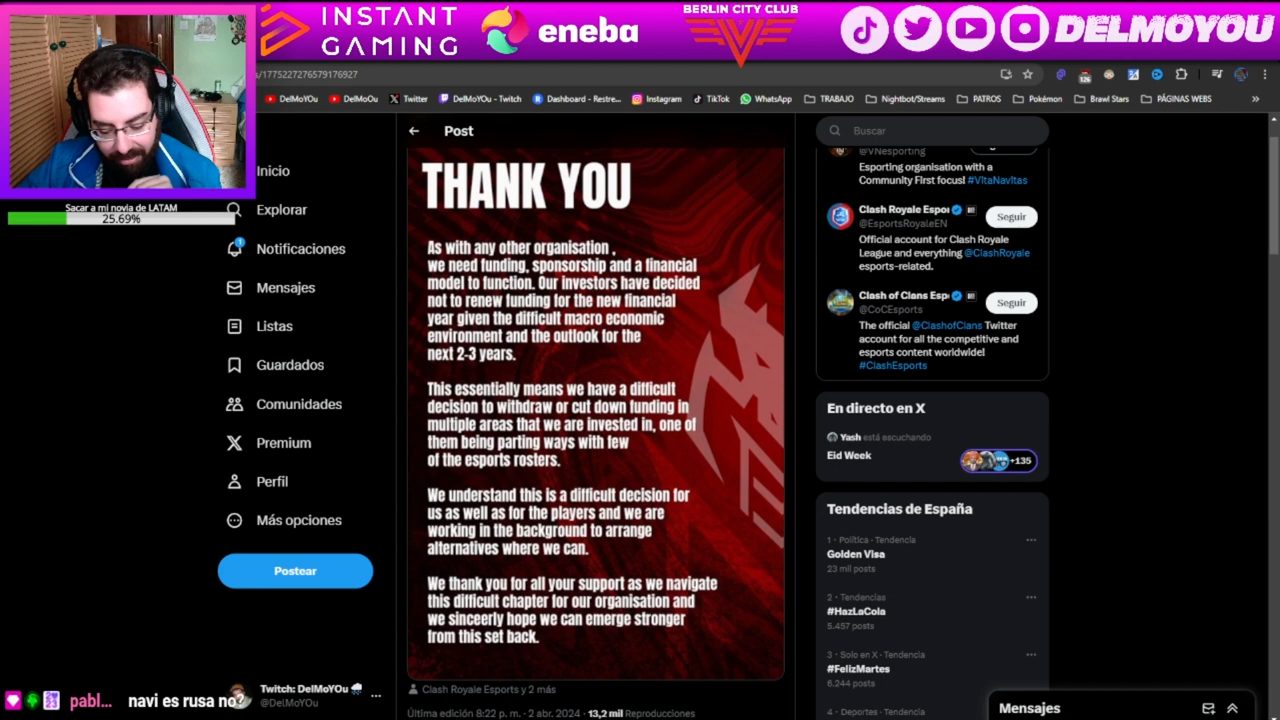 INSTANT
GAMING
eneba
BERLIN CITY CLUB
DELMOYOU
/1775227276579176927
126
DelMoYOu
DelMoOu
Twitter
DelMoYOu - Twitch
Dashboard - Restre...
Instagram
TikTok
WhatsApp
TRABAJO
Nightbot/Streams
PATROS
Pokémon
Brawl Stars
PÁGINAS WEBS
Sacar a mi novia de LATAM
25.69%
Inicio
Explorar
1
Notificaciones
Mensajes
Listas
Guardados
Comunidades
Premium
Perfil
Más opciones
Postear
Twitch: DelMoYOu
@DelMoYOu
pabl...
navi es rusa no?
Post
THANK YOU
As with any other organisation ,
we need funding, sponsorship and a financial
model to function. Our investors have decided
not to renew funding for the new financial
year given the difficult macro economic
environment and the outlook for the
next 2-3 years.
This essentially means we have a difficult
decision to withdraw or cut down funding in
multiple areas that we are invested in, one of
them being parting ways with few
of the esports rosters.
We understand this is a difficult decision for
us as well as for the players and we are
working in the background to arrange
alternatives where we can.
We thank you for all your support as we navigate
this difficult chapter for our organisation and
we sinceerly hope we can emerge stronger
from this set back.
Clash Royale Esports y 2 más
Última edición 8:22 p. m. · 2 abr. 2024 · 13,2 mil Reproducciones
Buscar
@VNesporting
Esporting organisation with a
Community First focus! #VitaNavitas
Clash Royale Espor
@EsportsRoyaleEN
Seguir
Official account for Clash Royale
League and everything @ClashRoyale
esports-related.
Clash of Clans Esp
@CoCEsports
Seguir
The official @ClashofClans Twitter
account for all the competitive and
esports content worldwide!
#ClashEsports
En directo en X
Yash está escuchando
Eid Week
+135
Tendencias de España
1 · Política · Tendencia
Golden Visa
23 mil posts
2 · Tendencias
#HazLaCola
5.457 posts
3 · Solo en X · Tendencia
#FelizMartes
6.244 posts
4 · Deportes · Tendencia
Mensajes